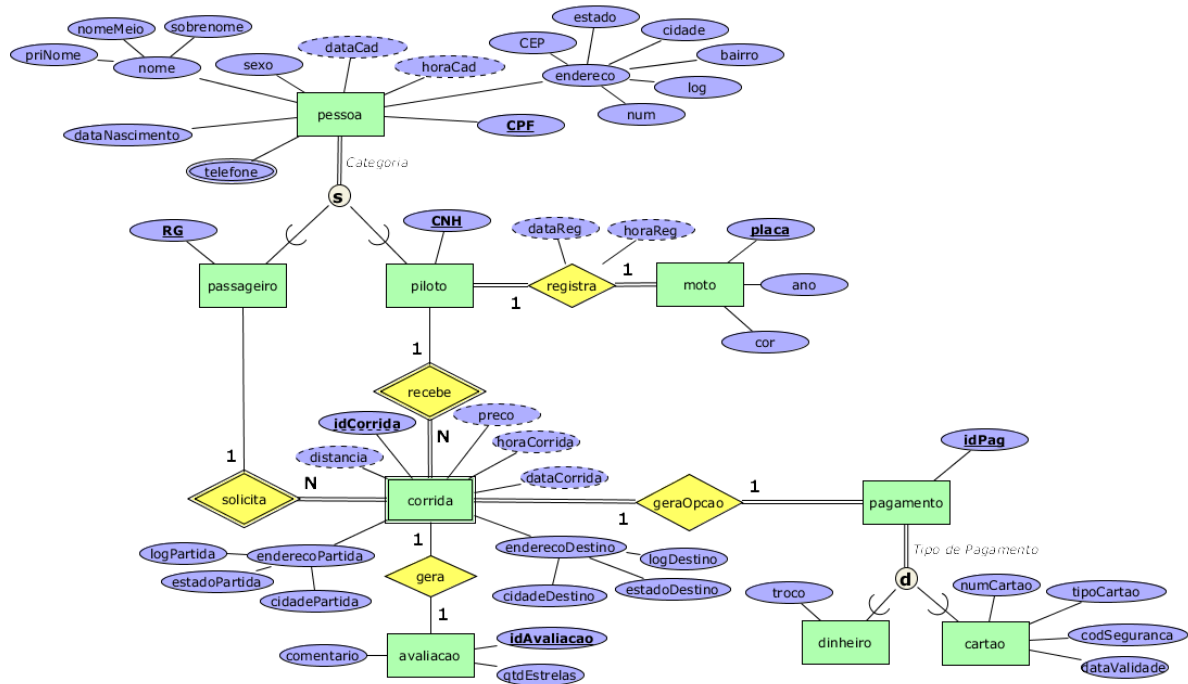 estado
nomeMeio
sobrenome
CEP
cidade
dataCad
priNome
bairro
nome
sexo
horaCad
endereco
log
num
pessoa
CPF
dataNascimento
Categoria
telefone
s
RG
CNH
dataReg
horaReg
placa
passageiro
piloto
1
registra
1
moto
ano
cor
1
recebe
idCorrida
preco
N
horaCorrida
idPag
distancia
1
dataCorrida
solicita
N
corrida
geraOpcao
1
pagamento
1
logPartida
enderecoPartida
1
enderecoDestino
logDestino
Tipo de Pagamento
estadoPartida
gera
estadoDestino
d
numCartao
tipoCartao
cidadePartida
cidadeDestino
troco
1
idAvaliacao
dinheiro
cartao
codSeguranca
comentario
avaliacao
qtdEstrelas
dataValidade